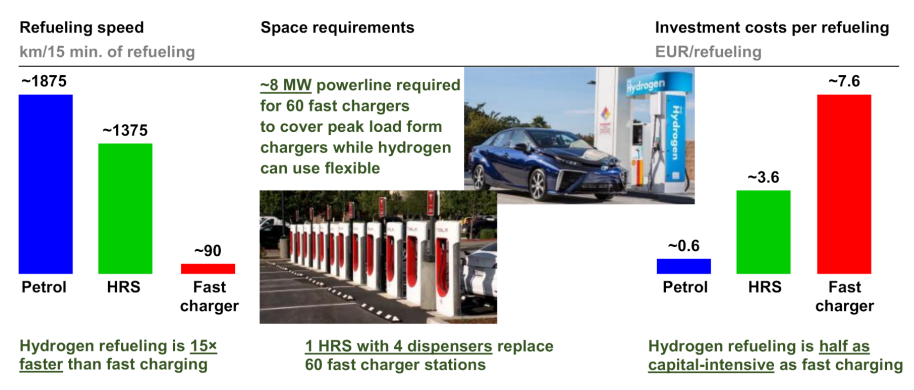 Refueling speed
km/15 min. of refueling
~1875
~1375
~90
Petrol
HRS
Fast
charger
Hydrogen refueling is 15×
faster than fast charging
Space requirements
~8 MW powerline required
for 60 fast chargers
to cover peak load form
chargers while hydrogen
can use flexible
Hydrogen
Hydrogen
1 HRS with 4 dispensers replace
60 fast charger stations
Investment costs per refueling
EUR/refueling
~7.6
~3.6
~0.6
Petrol
HRS
Fast
charger
Hydrogen refueling is half as
capital-intensive as fast charging